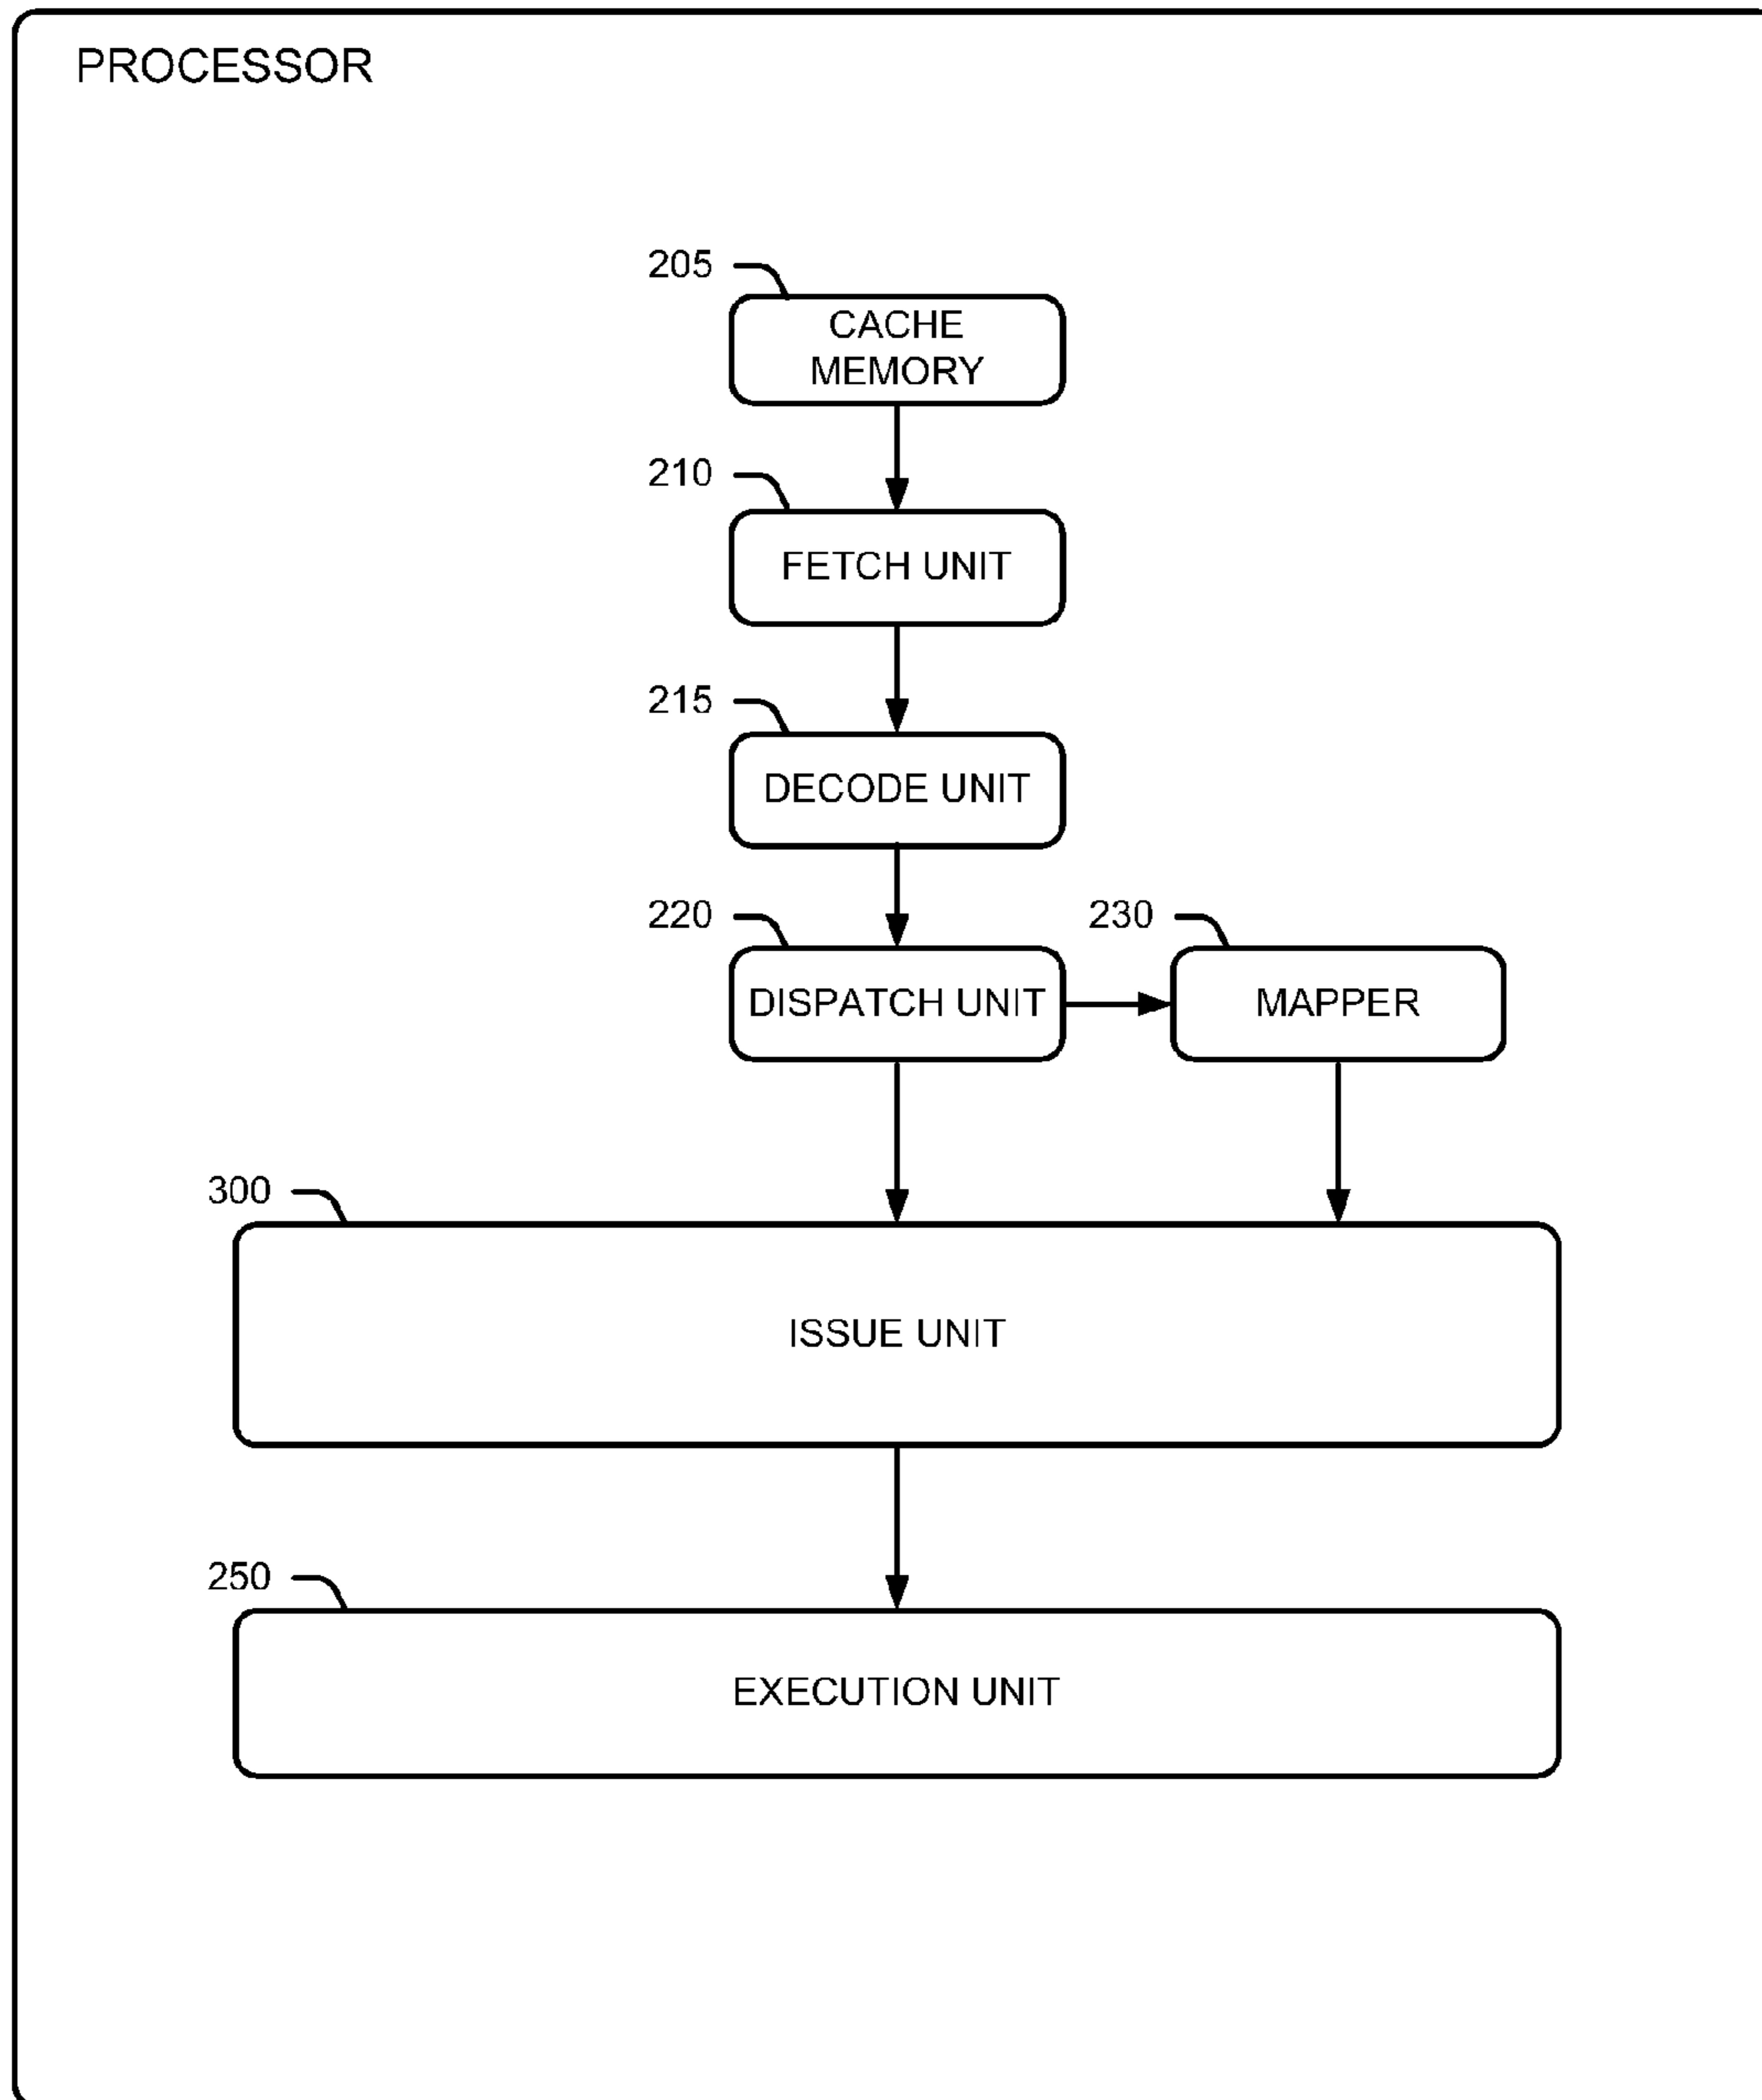 PROCESSOR
205
CACHE
MEMORY
210
FETCH UNIT
215
DECODE UNIT
220
DISPATCH UNIT
230
MAPPER
300
ISSUE UNIT
250
EXECUTION UNIT